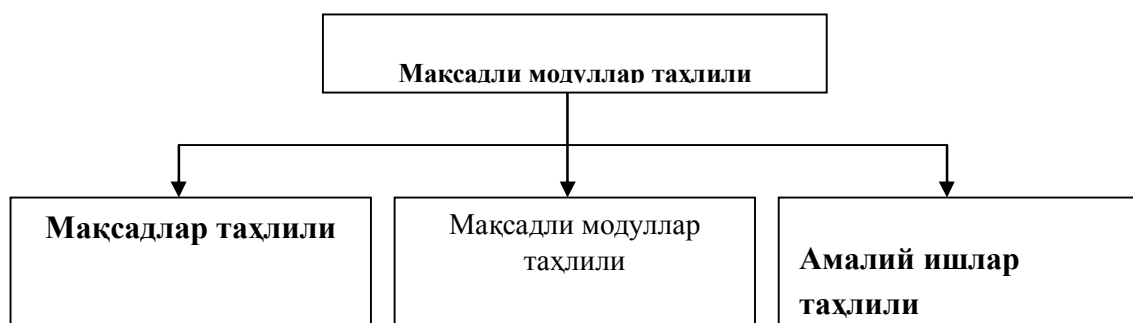 Мақсадли модуллар таҳлили
Мақсадлар таҳлили
Мақсадли модуллар
таҳлили
Амалий ишлар
таҳлили